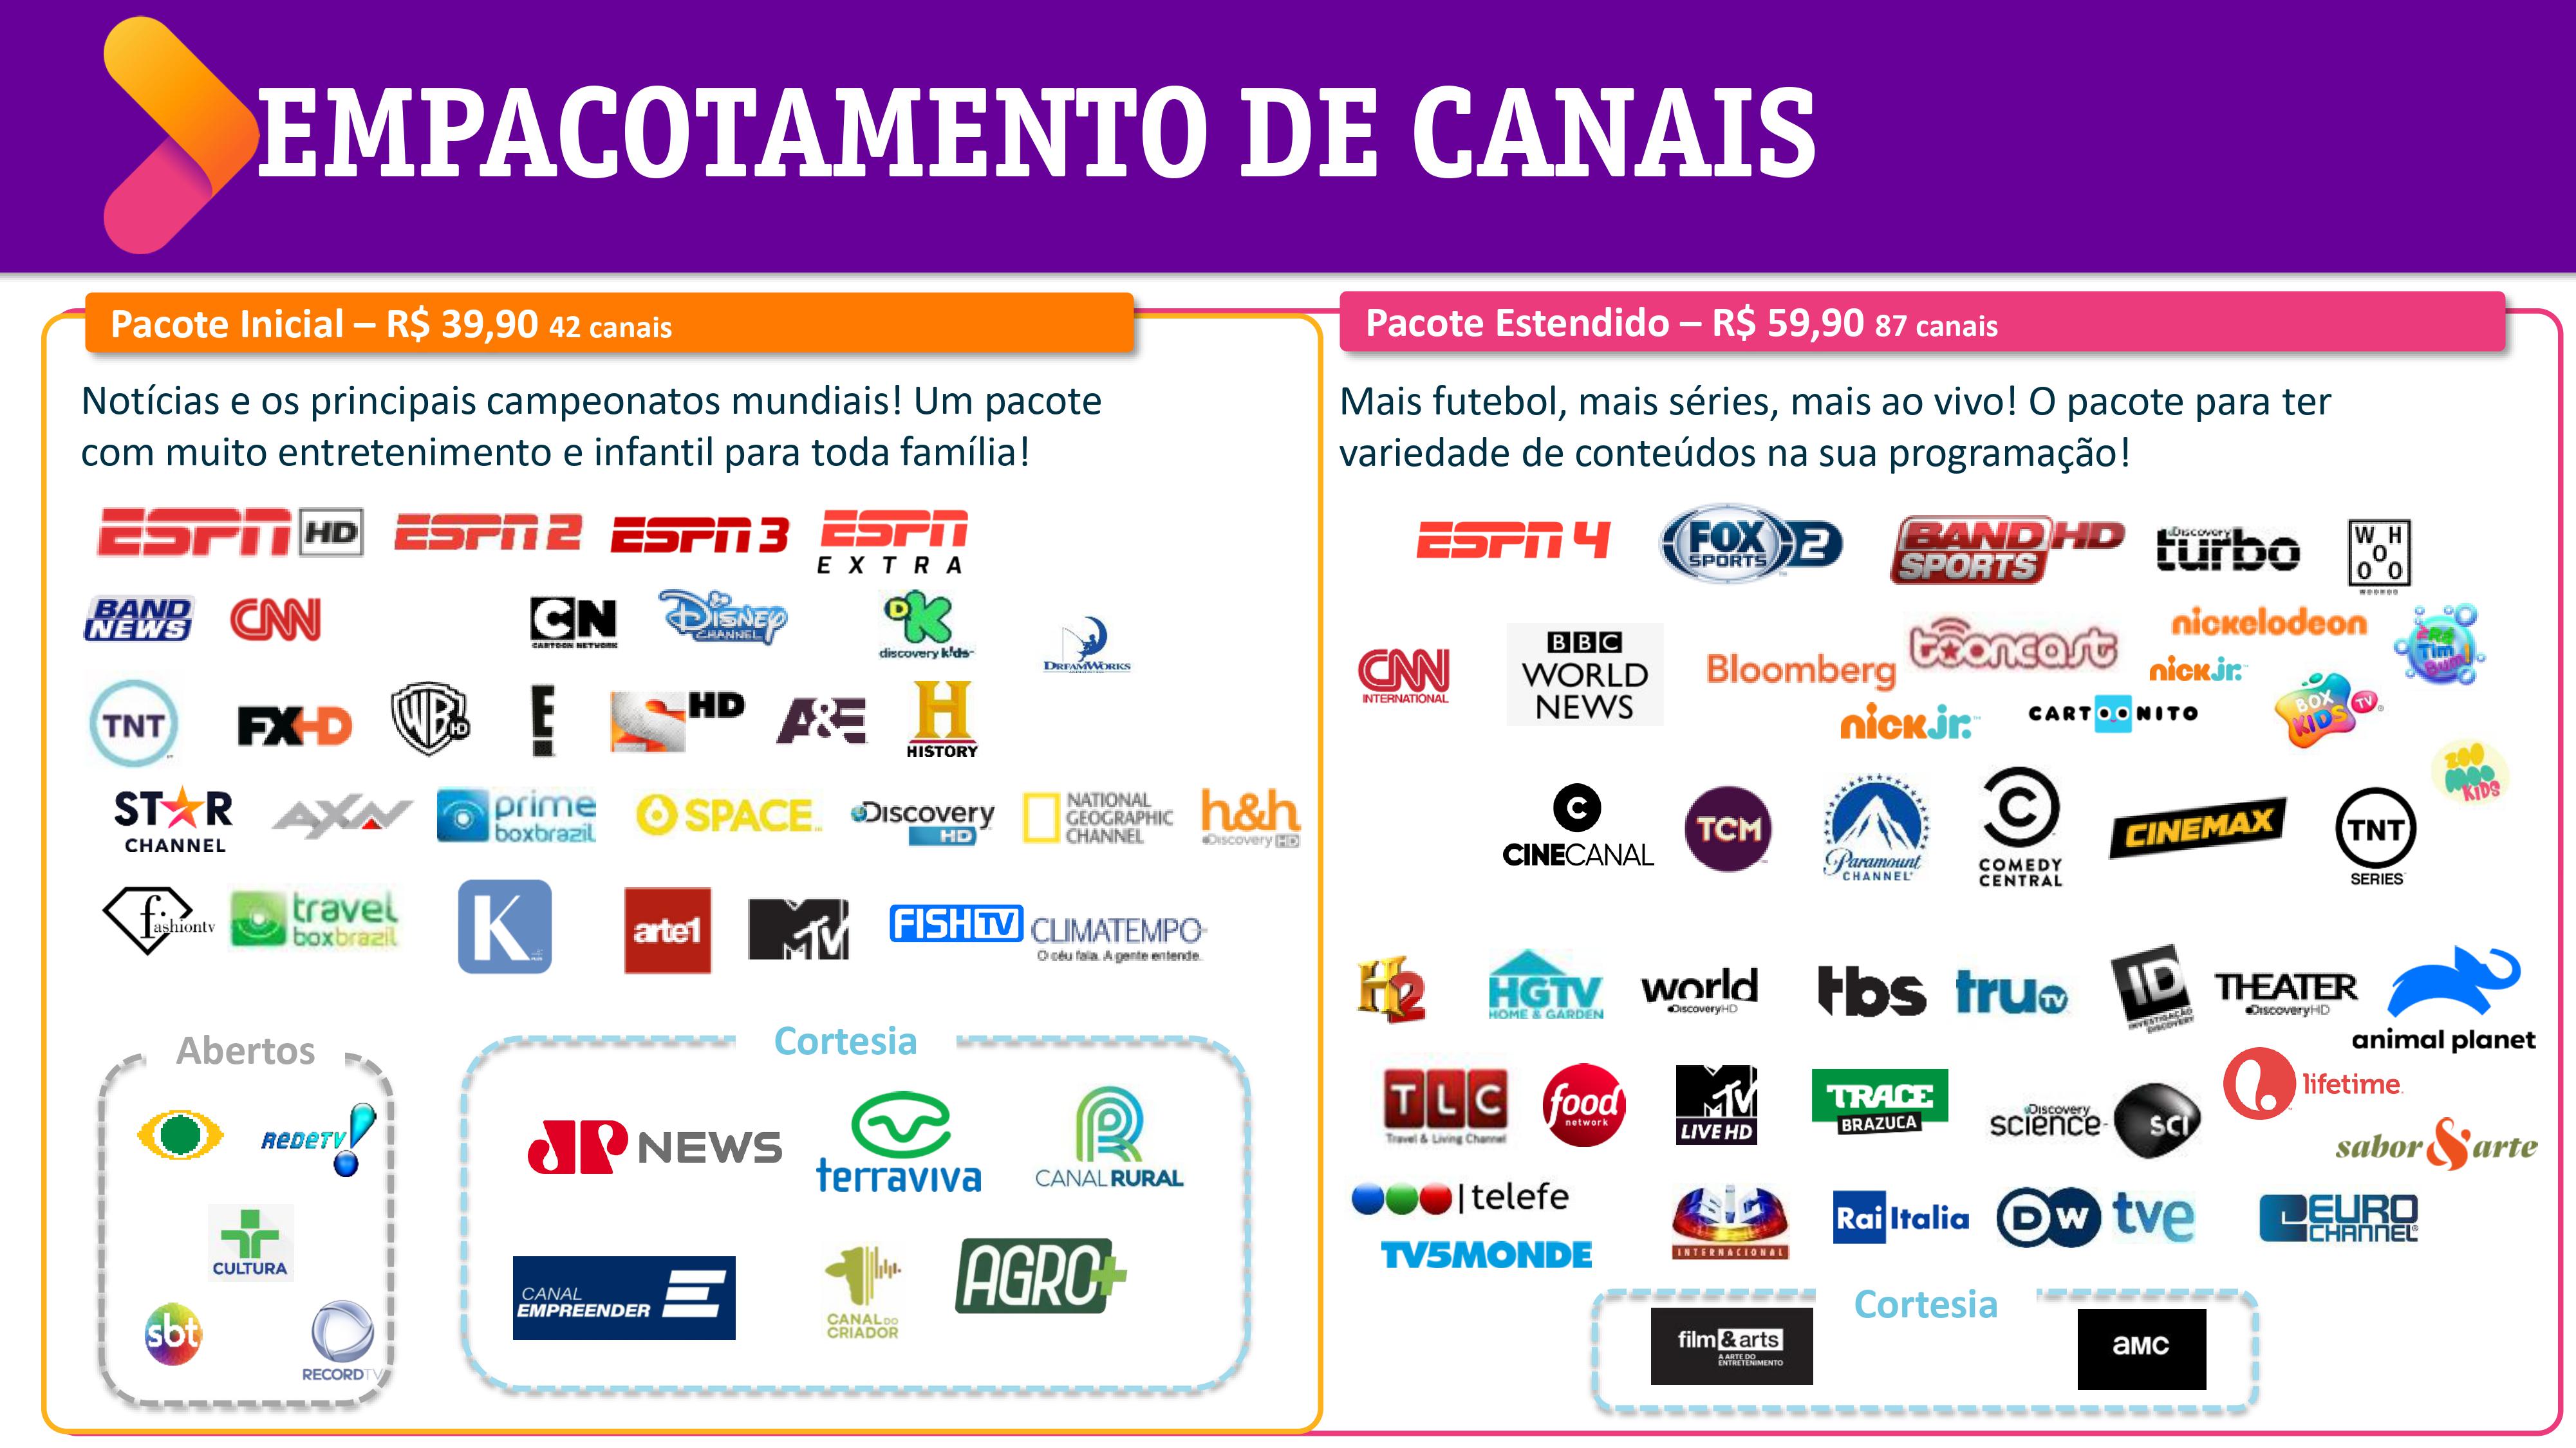 EMPACOTAMENTO DE CANAIS
Pacote Inicial – R$ 39,90 42 canais
Notícias e os principais campeonatos mundiais! Um pacote
com muito entretenimento e infantil para toda família!
ESPN HD
ESPN 2
ESPN 3
ESPN
EXTRA
BAND
NEWS
CNN
CN
CARTOON NETWORK
DISNEY
CHANNEL
DK
discovery kids
DREAMWORKS
TNT
FXHD
WB HD
E!
S HD
A&E
H
HISTORY
STAR
CHANNEL
AXN
prime
boxbrazil
SPACE
Discovery
HD
NATIONAL
GEOGRAPHIC
CHANNEL
h&h
Discovery HD
fashiontv
travel
boxbrazil
K
arte1
MTV
FISHTV
CLIMATEMPO
O céu fala. A gente entende.
Abertos
REDETV!
CULTURA
sbt
RECORDTV
Cortesia
JP NEWS
terraviva
CANAL RURAL
CANAL
EMPREENDER
CANAL DO
CRIADOR
AGRO+
Pacote Estendido – R$ 59,90 87 canais
Mais futebol, mais séries, mais ao vivo! O pacote para ter
variedade de conteúdos na sua programação!
ESPN 4
FOX
SPORTS 2
BAND HD
SPORTS
Discovery
turbo
W H
O
O O
WOOHOO
CNN
INTERNATIONAL
BBC
WORLD
NEWS
Bloomberg
tooncast
nickelodeon
nick jr.
nick jr.
CARTOONITO
Rá
Tim
Bum!
BOX
KIDS TV
ZOO
MOO
KIDS
C
CINECANAL
TCM
Paramount
CHANNEL
COMEDY
CENTRAL
CINEMAX
TNT
SERIES
H2
HGTV
HOME & GARDEN
world
DiscoveryHD
tbs
truTV
ID
INVESTIGAÇÃO
DISCOVERY
THEATER
DiscoveryHD
animal planet
TLC
Travel & Living Channel
food
network
MTV
LIVE HD
TRACE
BRAZUCA
Discovery
science
SCI
lifetime
sabor&arte
telefe
TV5MONDE
SIC
INTERNACIONAL
Rai Italia
DW
tve
EURO
CHANNEL
Cortesia
film&arts
A ARTE DO
ENTRETENIMENTO
aMC